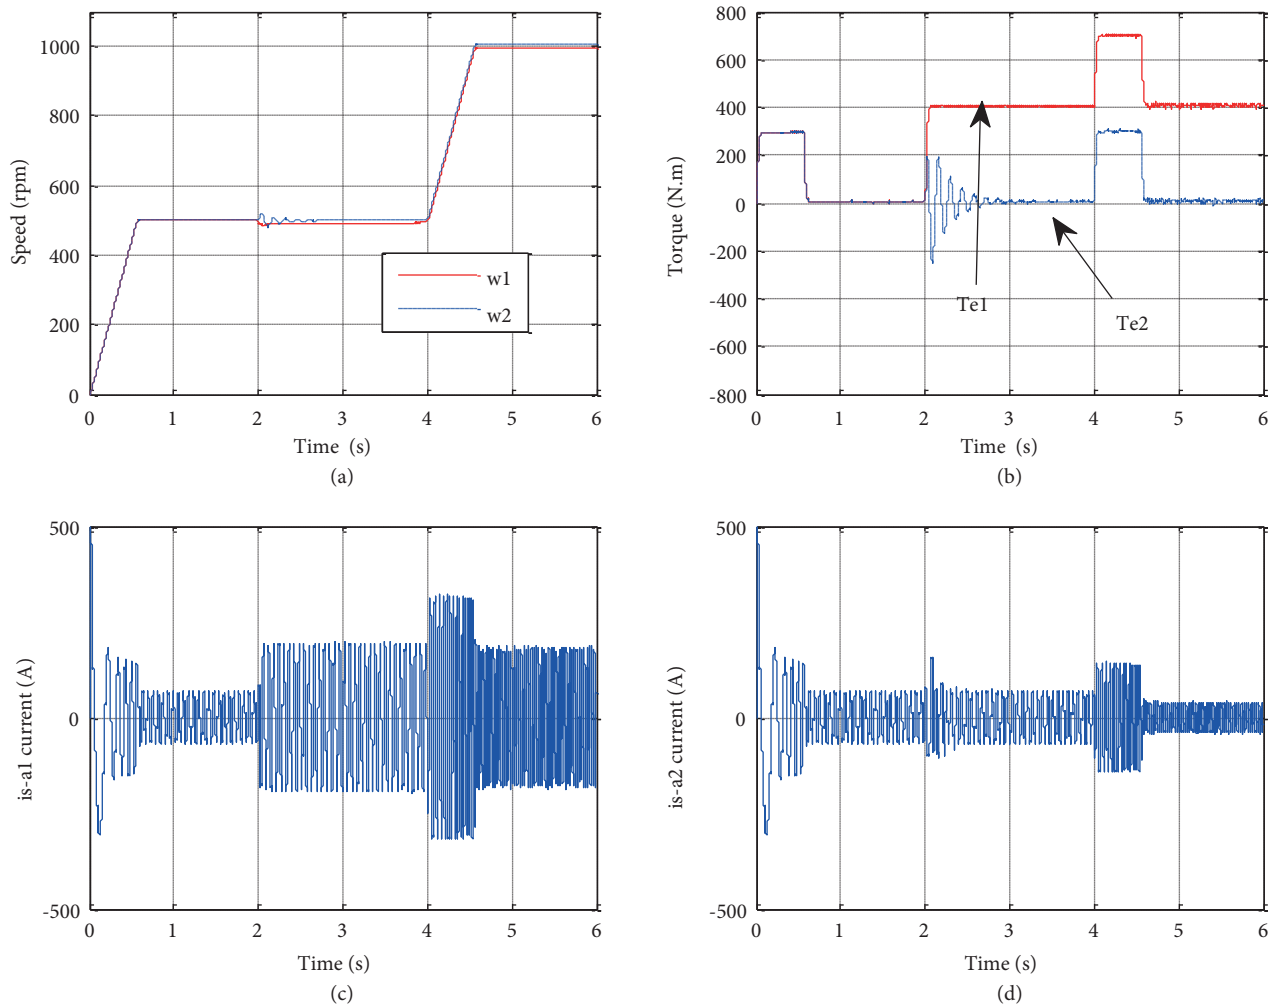 1000
800
600
400
200
0
Speed (rpm)
w1
w2
0 1 2 3 4 5 6
Time (s)
(a)
800
600
400
200
0
-200
-400
-600
-800
Torque (N.m)
Te1
Te2
0 1 2 3 4 5 6
Time (s)
(b)
500
0
-500
is-a1 current (A)
0 1 2 3 4 5 6
Time (s)
(c)
500
0
-500
is-a2 current (A)
0 1 2 3 4 5 6
Time (s)
(d)